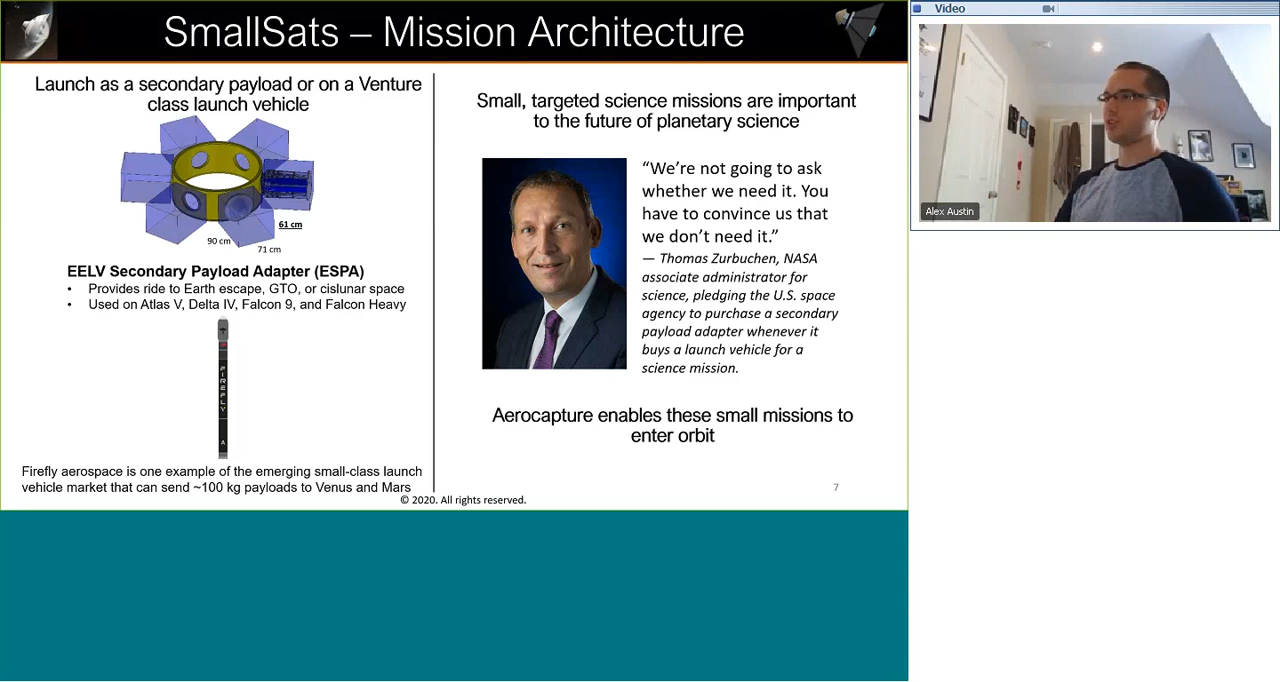 SmallSats – Mission Architecture
Launch as a secondary payload or on a Venture
class launch vehicle
61 cm
90 cm
71 cm
EELV Secondary Payload Adapter (ESPA)
• Provides ride to Earth escape, GTO, or cislunar space
• Used on Atlas V, Delta IV, Falcon 9, and Falcon Heavy
FIREFLY
A
Firefly aerospace is one example of the emerging small-class launch
vehicle market that can send ~100 kg payloads to Venus and Mars
Small, targeted science missions are important
to the future of planetary science
“We’re not going to ask
whether we need it. You
have to convince us that
we don’t need it.”
— Thomas Zurbuchen, NASA
associate administrator for
science, pledging the U.S. space
agency to purchase a secondary
payload adapter whenever it
buys a launch vehicle for a
science mission.
Aerocapture enables these small missions to
enter orbit
7
© 2020. All rights reserved.
Video
Alex Austin